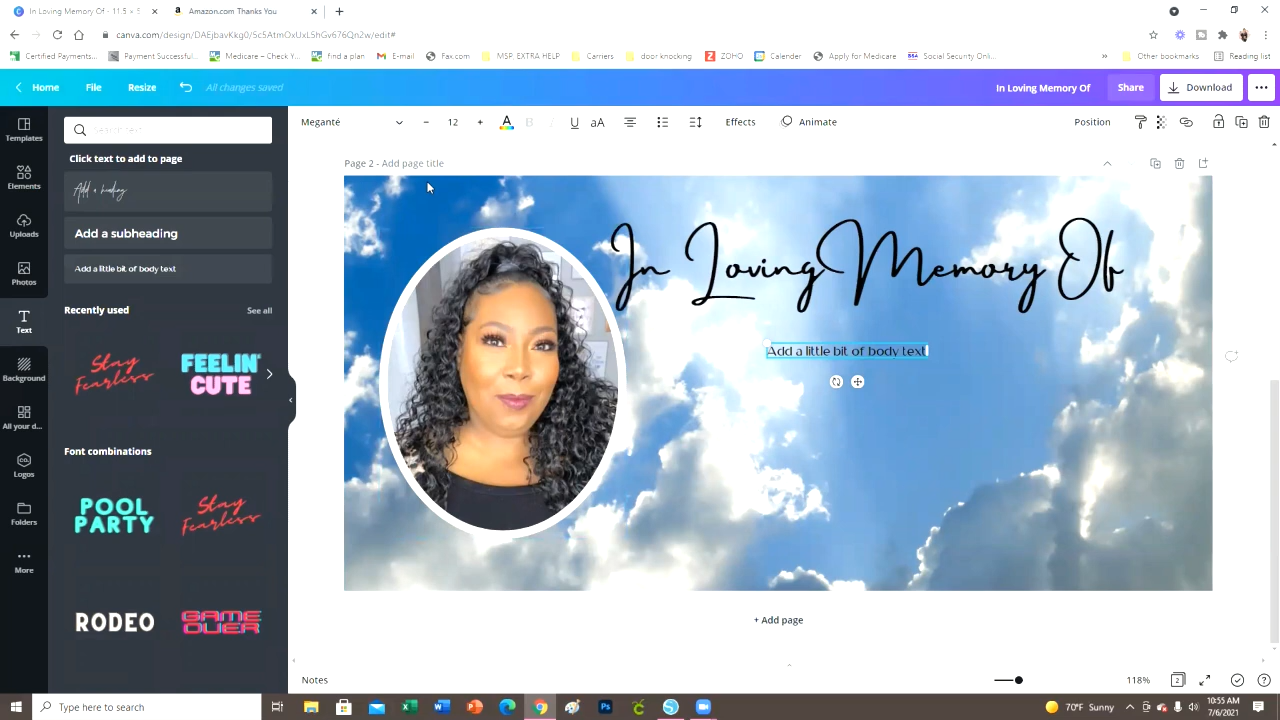 In Loving Memory Of - 11.5 × 5
Amazon.com Thanks You
canva.com/design/DAEjbavKkg0/Sc5AtmOxUxLShGv676Qn2w/edit#
Certified Payments...
Payment Successful...
Medicare – Check Y...
find a plan
E-mail
Fax.com
MSP, EXTRA HELP
Carriers
door knocking
ZOHO
Calender
Apply for Medicare
Social Security Onli...
»
Other bookmarks
Reading list
Home
File
Resize
All changes saved
In Loving Memory Of
Share
Download
Templates
Elements
Uploads
Photos
Text
Background
All your d...
Logos
Folders
More
Search text
Click text to add to page
Add a heading
Add a subheading
Add a little bit of body text
Recently used
See all
Stay Fearless
FEELIN' CUTE
Font combinations
POOL PARTY
Stay Fearless
RODEO
GAME OVER
Meganté
12
A
B
I
U
aA
Effects
Animate
Position
Page 2 - Add page title
In Loving Memory Of
Add a little bit of body text
+ Add page
Notes
118%
2
Type here to search
70°F Sunny
10:55 AM
7/6/2021